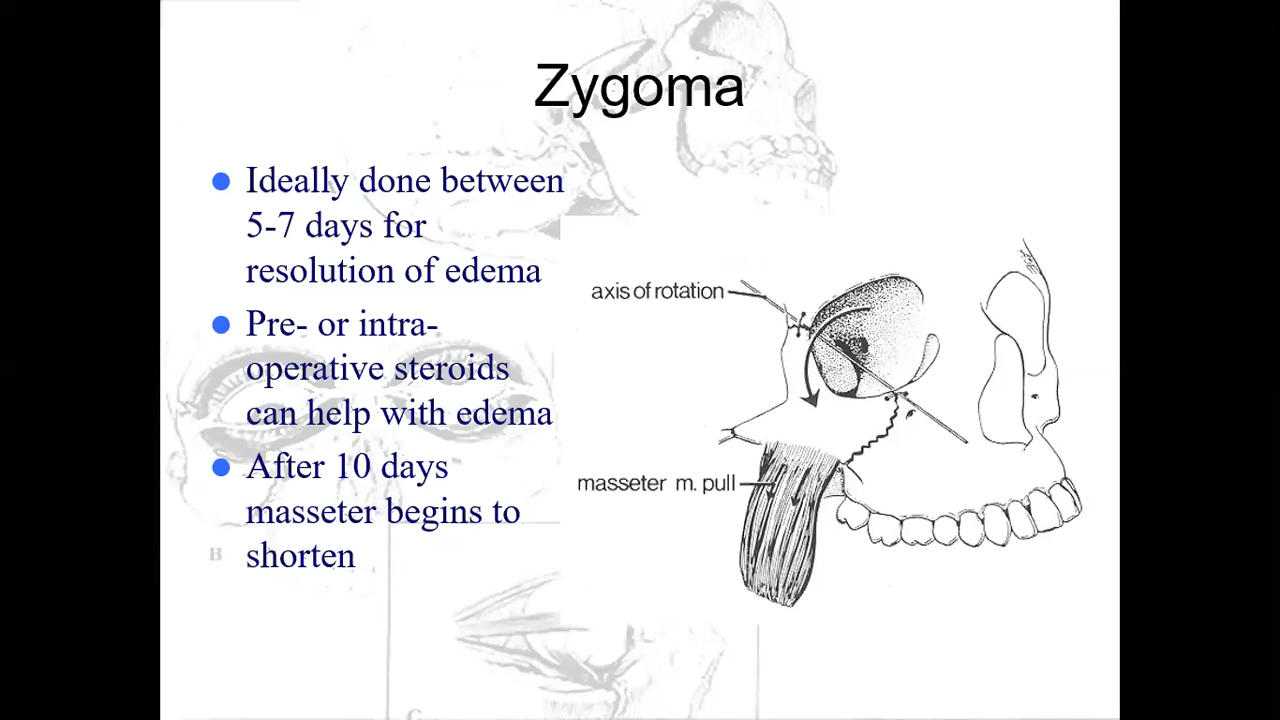 Zygoma
Ideally done between
5-7 days for
resolution of edema
Pre- or intra-
operative steroids
can help with edema
After 10 days
masseter begins to
shorten
axis of rotation
masseter m. pull
B
C